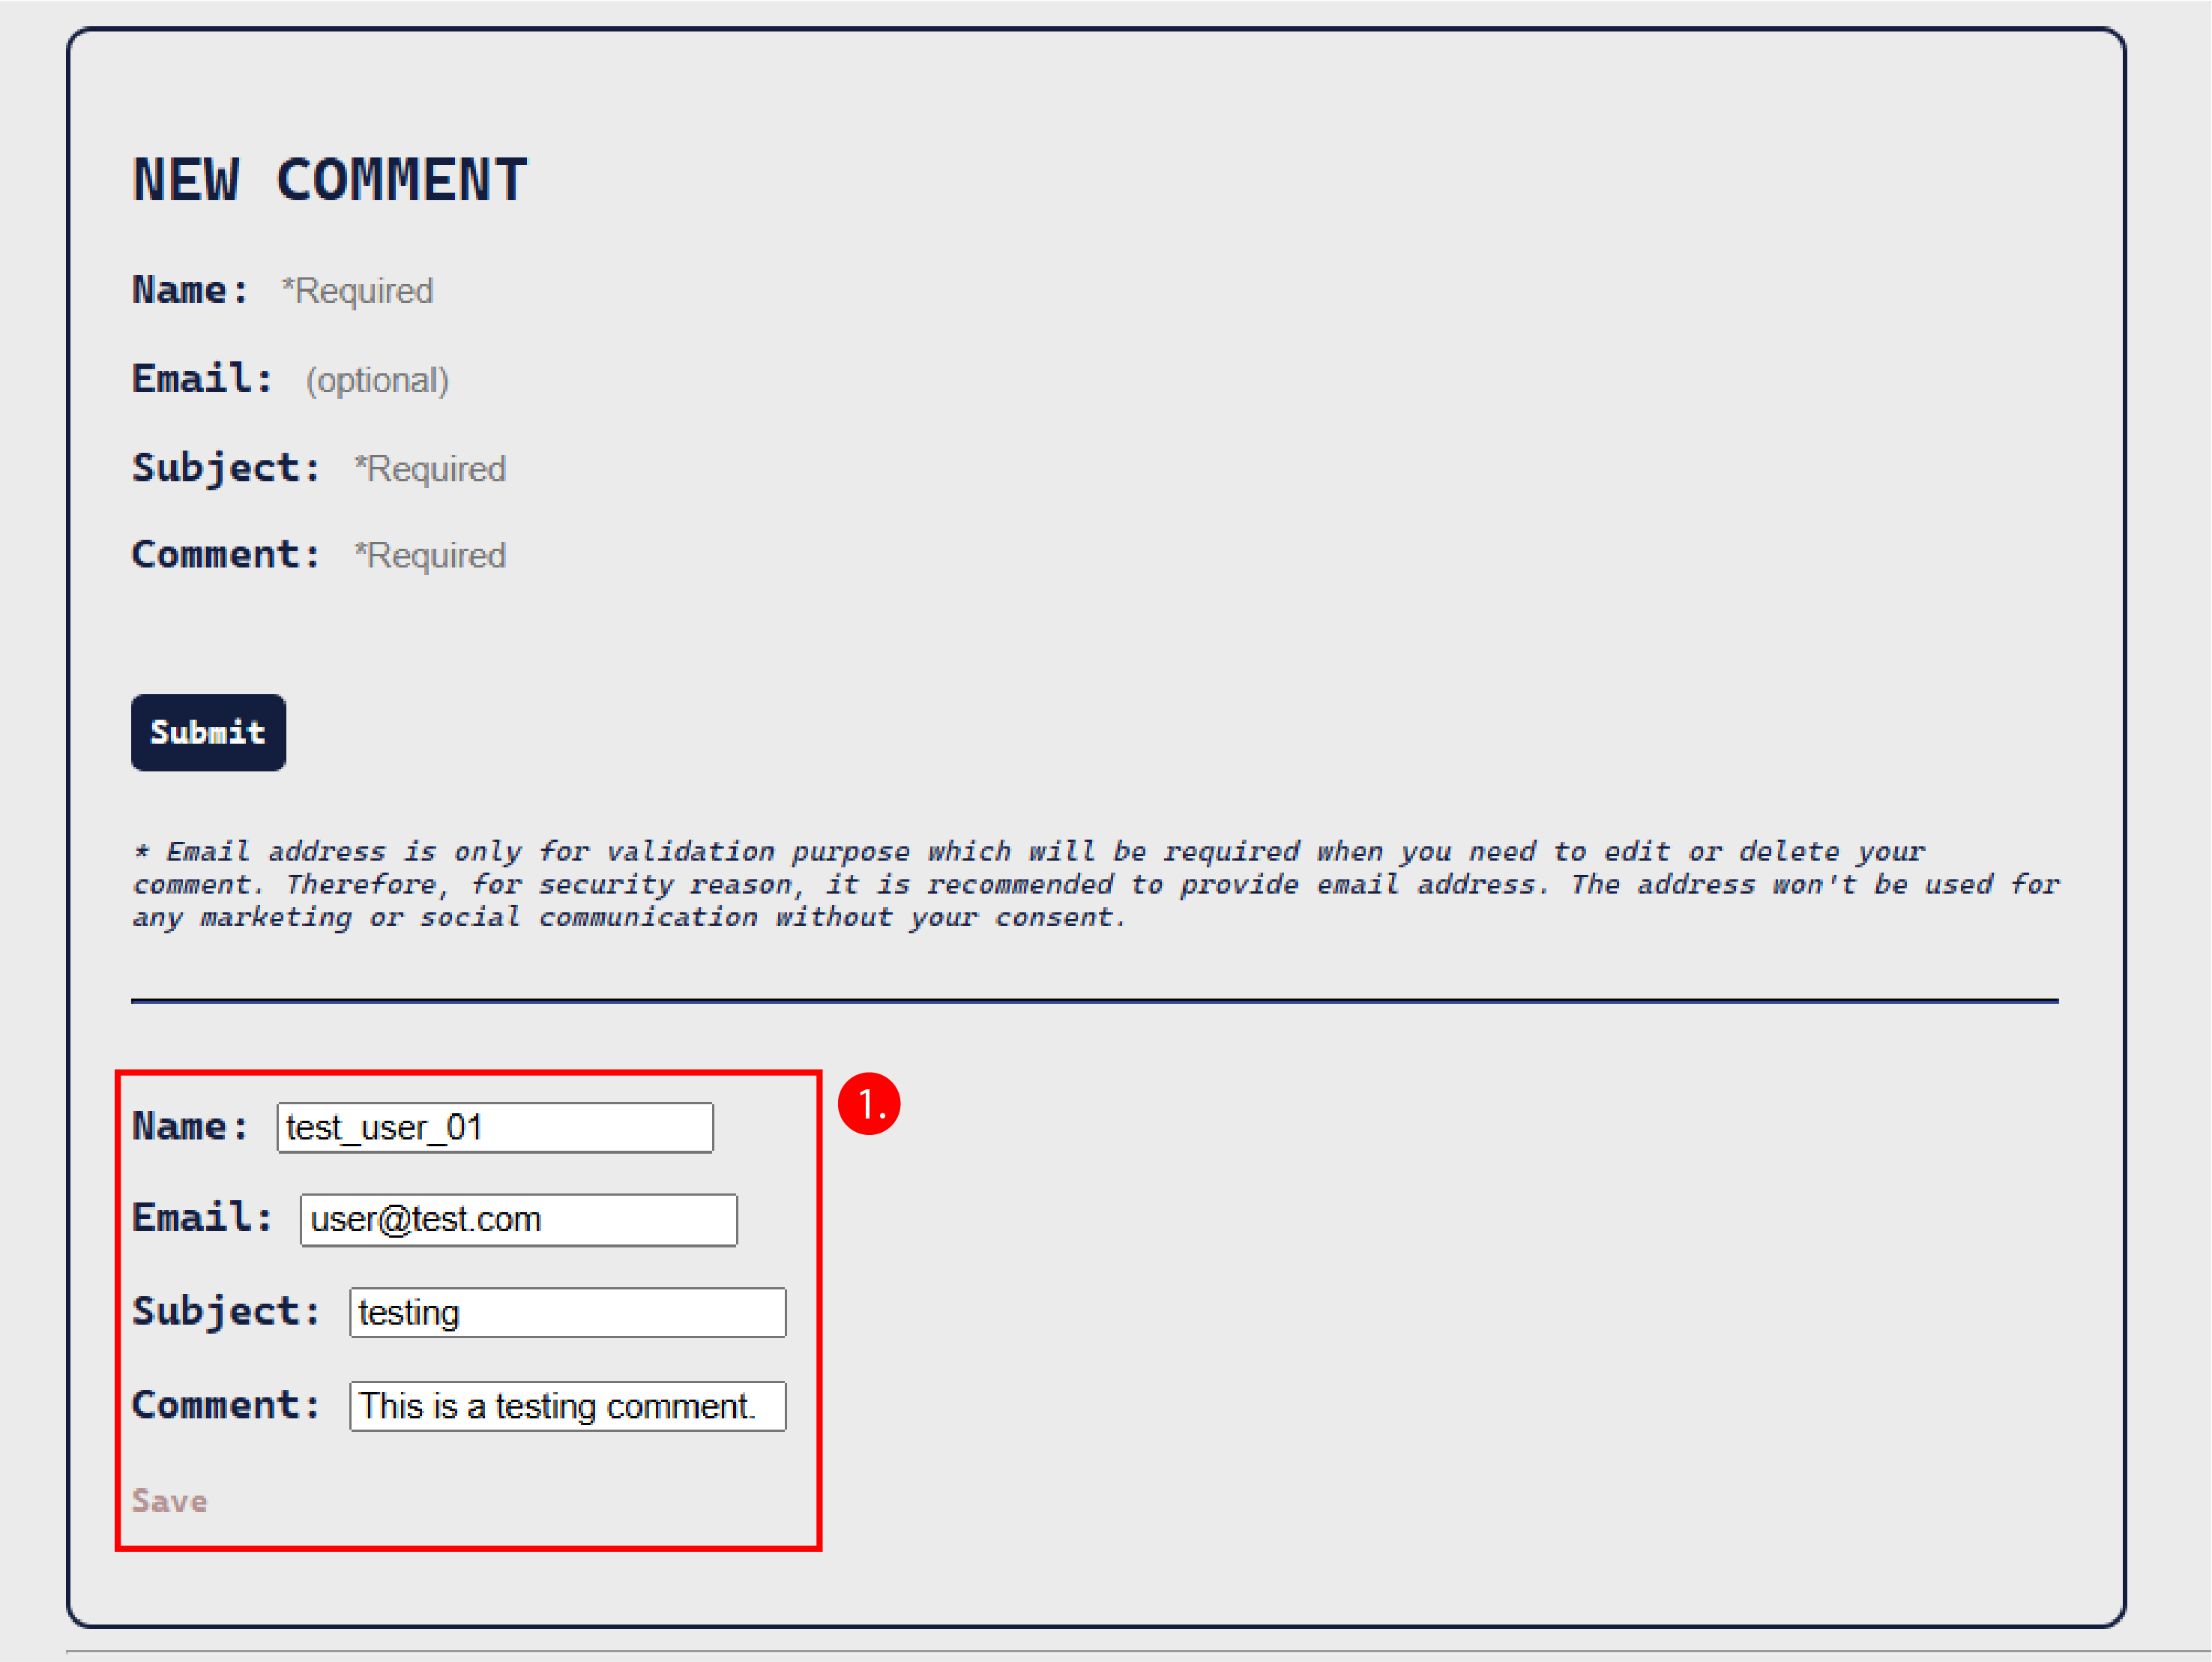 NEW COMMENT
Name: *Required
Email: (optional)
Subject: *Required
Comment: *Required
Submit
* Email address is only for validation purpose which will be required when you need to edit or delete your
comment. Therefore, for security reason, it is recommended to provide email address. The address won't be used for
any marketing or social communication without your consent.
1.
Name: test_user_01
Email: user@test.com
Subject: testing
Comment: This is a testing comment.
Save